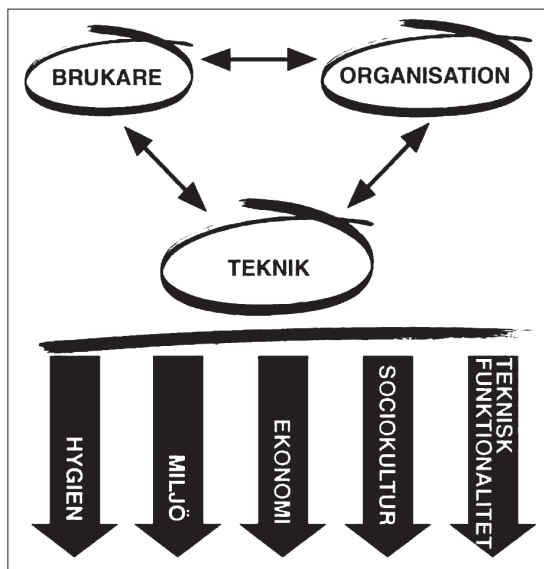 BRUKARE
ORGANISATION
TEKNIK
HYGIEN
MILJÖ
EKONOMI
SOCIOKULTUR
TEKNISK
FUNKTIONALITET